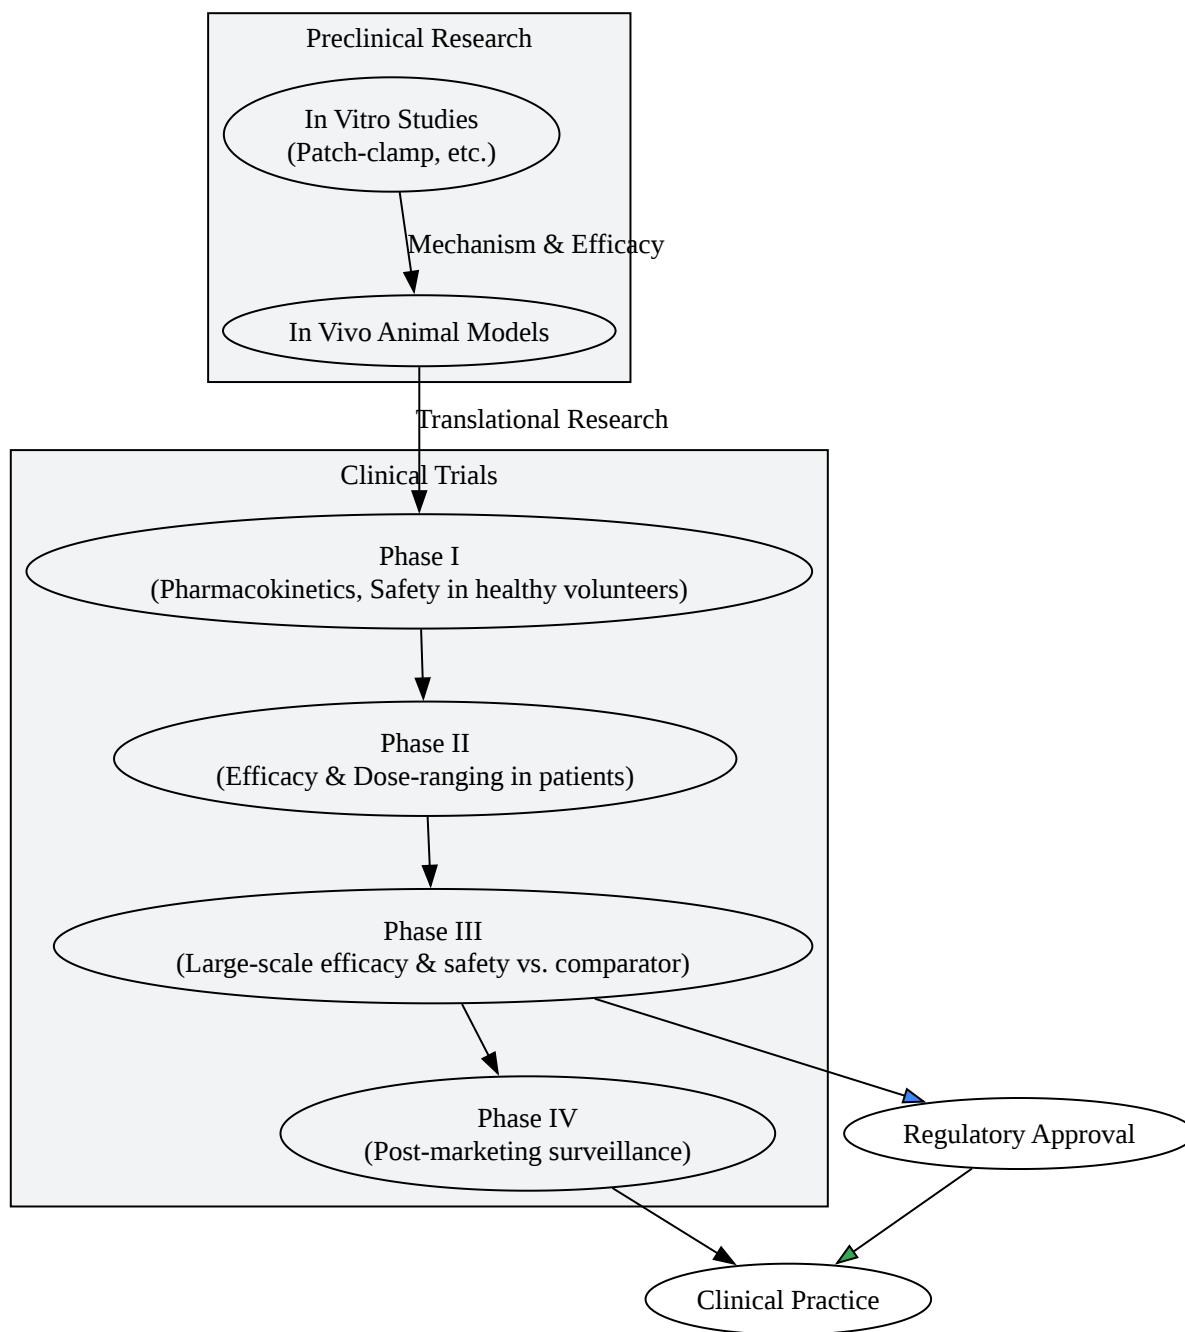 Preclinical Research
In Vitro Studies
(Patch-clamp, etc.)
Mechanism & Efficacy
In Vivo Animal Models
Translational Research
Clinical Trials
Phase I
(Pharmacokinetics, Safety in healthy volunteers)
Phase II
(Efficacy & Dose-ranging in patients)
Phase III
(Large-scale efficacy & safety vs. comparator)
Phase IV
(Post-marketing surveillance)
Regulatory Approval
Clinical Practice